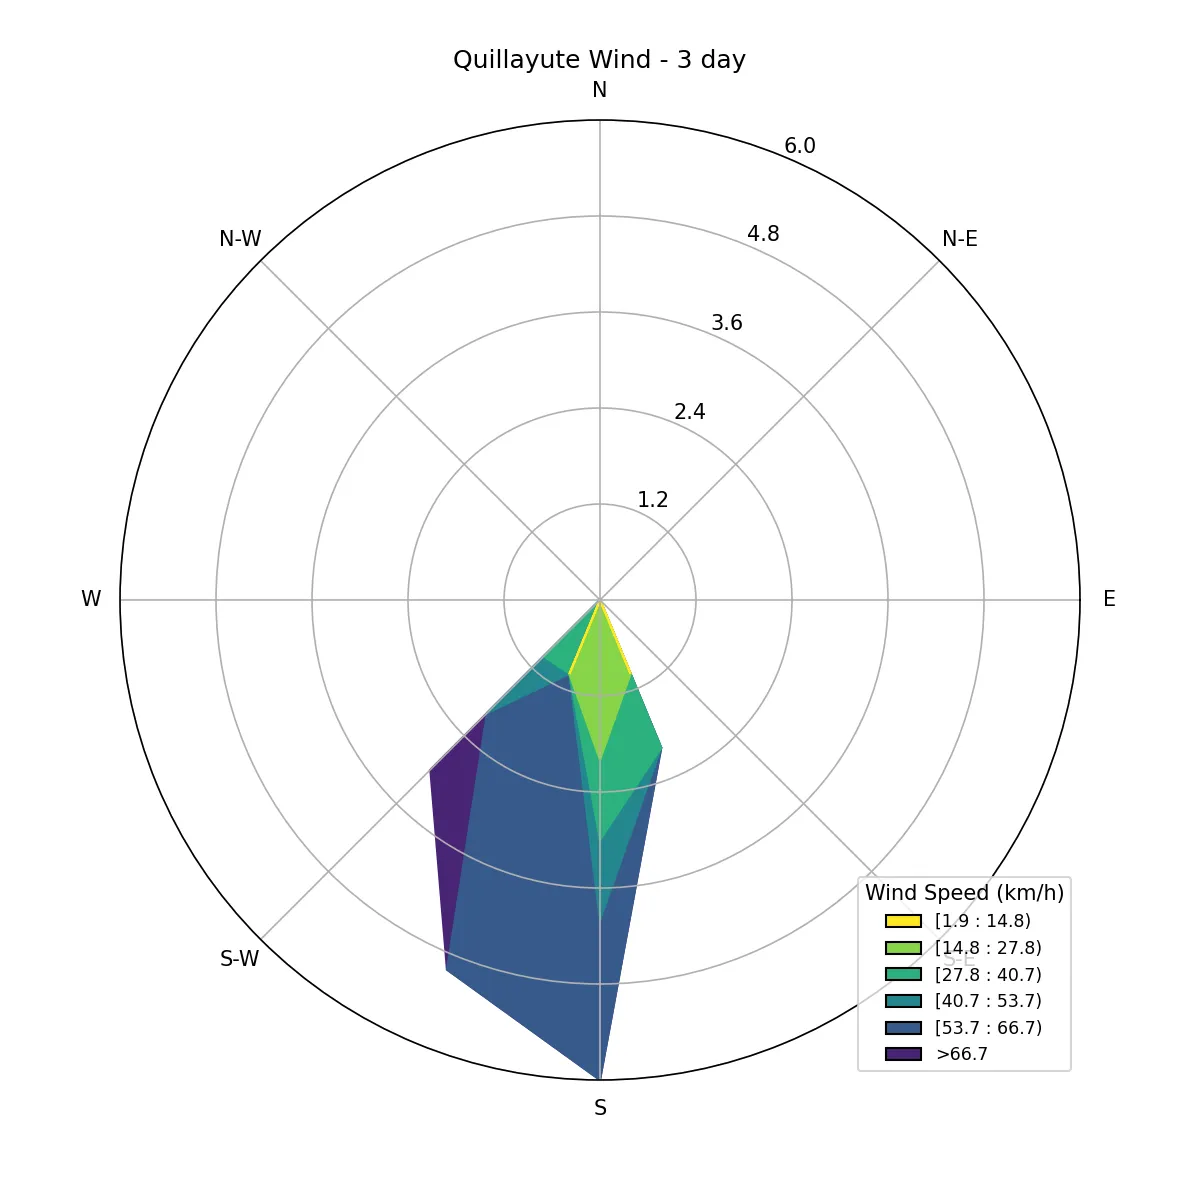 Quillayute Wind - 3 day
N
6.0
N-W
N-E
4.8
3.6
2.4
1.2
W
E
Wind Speed (km/h)
[1.9 : 14.8)
[14.8 : 27.8)
S-W
S-E
[27.8 : 40.7)
[40.7 : 53.7)
[53.7 : 66.7)
>66.7
S